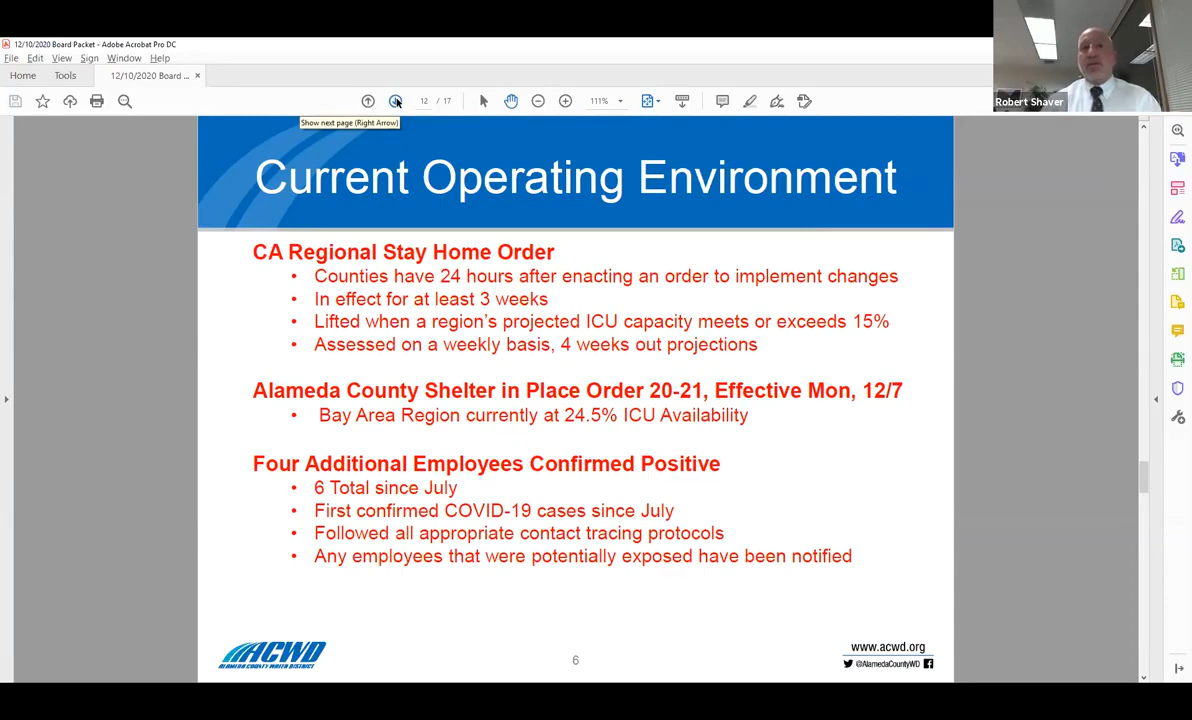 12/10/2020 Board Packet - Adobe Acrobat Pro DC
File Edit View Sign Window Help
Home Tools 12/10/2020 Board ... ×
12 / 17 111%
Show next page (Right Arrow)
Robert Shaver
Current Operating Environment
CA Regional Stay Home Order
• Counties have 24 hours after enacting an order to implement changes
• In effect for at least 3 weeks
• Lifted when a region's projected ICU capacity meets or exceeds 15%
• Assessed on a weekly basis, 4 weeks out projections
Alameda County Shelter in Place Order 20-21, Effective Mon, 12/7
• Bay Area Region currently at 24.5% ICU Availability
Four Additional Employees Confirmed Positive
• 6 Total since July
• First confirmed COVID-19 cases since July
• Followed all appropriate contact tracing protocols
• Any employees that were potentially exposed have been notified
ACWD
ALAMEDA COUNTY WATER DISTRICT
6
www.acwd.org
@AlamedaCountyWD